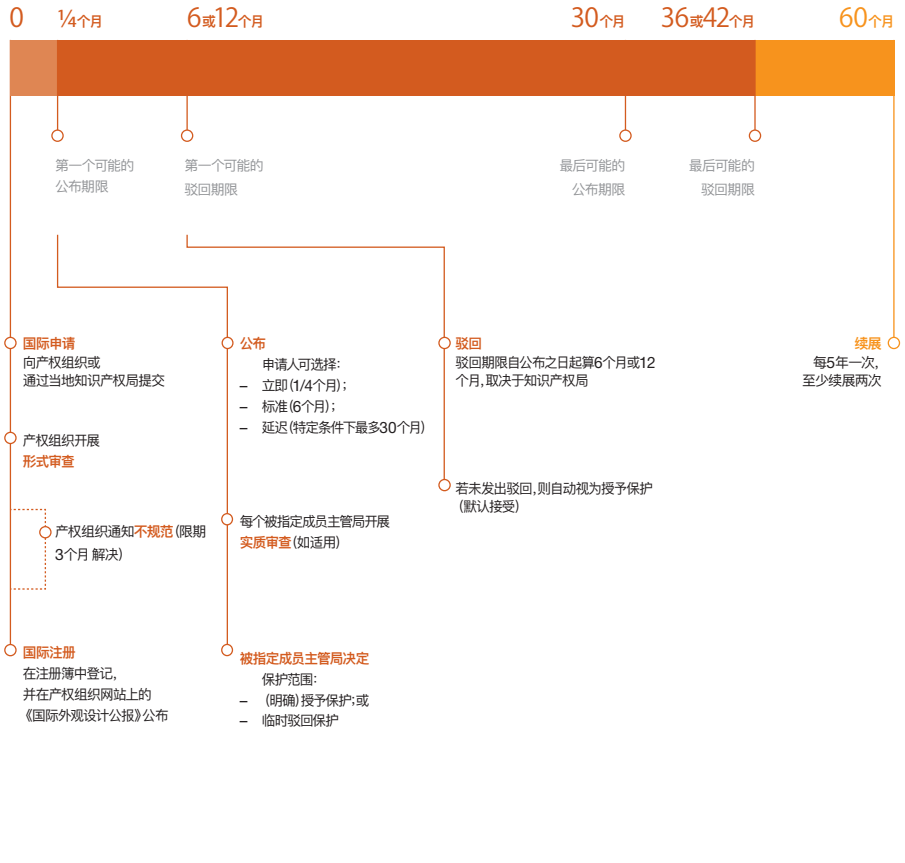 0
¼个月
6或12个月
30个月
36或42个月
60个月
第一个可能的
公布期限
第一个可能的
驳回期限
最后可能的
公布期限
最后可能的
驳回期限
国际申请
向产权组织或
通过当地知识产权局提交
产权组织开展
形式审查
产权组织通知不规范(限期
3个月 解决)
国际注册
在注册簿中登记,
并在产权组织网站上的
《国际外观设计公报》公布
公布
申请人可选择:
– 立即(1/4个月);
– 标准(6个月);
– 延迟(特定条件下最多30个月)
每个被指定成员主管局开展
实质审查(如适用)
被指定成员主管局决定
保护范围:
– (明确)授予保护;或
– 临时驳回保护
驳回
驳回期限自公布之日起算6个月或12
个月,取决于知识产权局
若未发出驳回,则自动视为授予保护
(默认接受)
续展
每5年一次,
至少续展两次